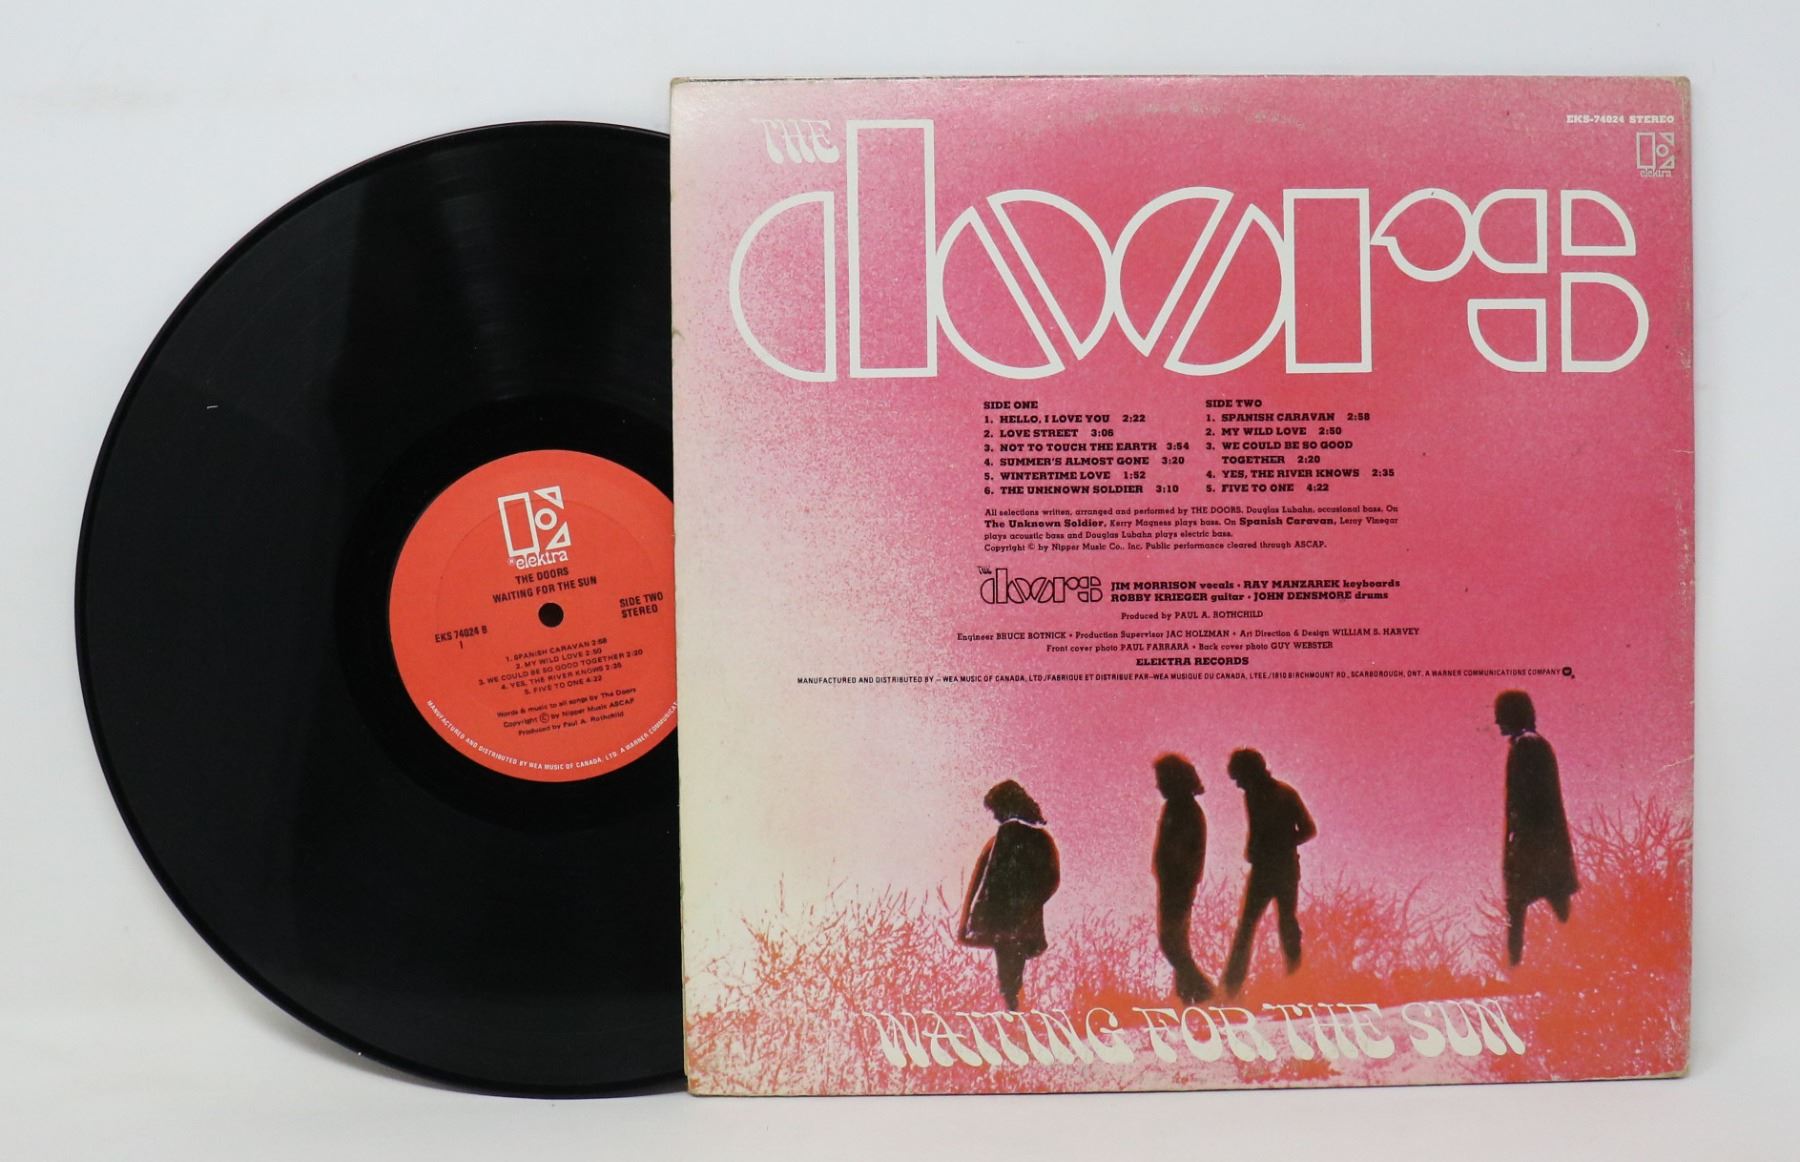 elektra
THE DOORS
WAITING FOR THE SUN
SIDE TWO
STEREO
EKS 74024 B
1
1. SPANISH CARAVAN 2:58
2. MY WILD LOVE 2:50
3. WE COULD BE SO GOOD TOGETHER 2:20
4. YES, THE RIVER KNOWS 2:35
5. FIVE TO ONE 4:22
Words & music to all songs by The Doors
Copyright © by Nipper Music ASCAP
Produced by Paul A. Rothchild
MANUFACTURED AND DISTRIBUTED BY WEA MUSIC OF CANADA, LTD. A WARNER
EKS-74024 STEREO
elektra
THE
doors
SIDE ONE
1. HELLO, I LOVE YOU 2:22
2. LOVE STREET 3:06
3. NOT TO TOUCH THE EARTH 3:54
4. SUMMER'S ALMOST GONE 3:20
5. WINTERTIME LOVE 1:52
6. THE UNKNOWN SOLDIER 3:10
SIDE TWO
1. SPANISH CARAVAN 2:58
2. MY WILD LOVE 2:50
3. WE COULD BE SO GOOD
TOGETHER 2:20
4. YES, THE RIVER KNOWS 2:35
5. FIVE TO ONE 4:22
All selections written, arranged and performed by THE DOORS. Douglas Lubahn, occasional bass. On
The Unknown Soldier, Kerry Magness plays bass. On Spanish Caravan, Leroy Vinegar
plays acoustic bass and Douglas Lubahn plays electric bass.
Copyright © by Nipper Music Co., Inc. Public performance cleared through ASCAP.
THE doors
JIM MORRISON vocals • RAY MANZAREK keyboards
ROBBY KRIEGER guitar • JOHN DENSMORE drums
Produced by PAUL A. ROTHCHILD
Engineer BRUCE BOTNICK • Production Supervisor JAC HOLZMAN • Art Direction & Design WILLIAM S. HARVEY
Front cover photo PAUL FARRARA • Back cover photo GUY WEBSTER
ELEKTRA RECORDS
MANUFACTURED AND DISTRIBUTED BY – WEA MUSIC OF CANADA, LTD./FABRIQUE ET DISTRIBUE PAR–WEA MUSIQUE DU CANADA, LTEE./1810 BIRCHMOUNT RD., SCARBOROUGH, ONT. A WARNER COMMUNICATIONS COMPANY
WAITING FOR THE SUN